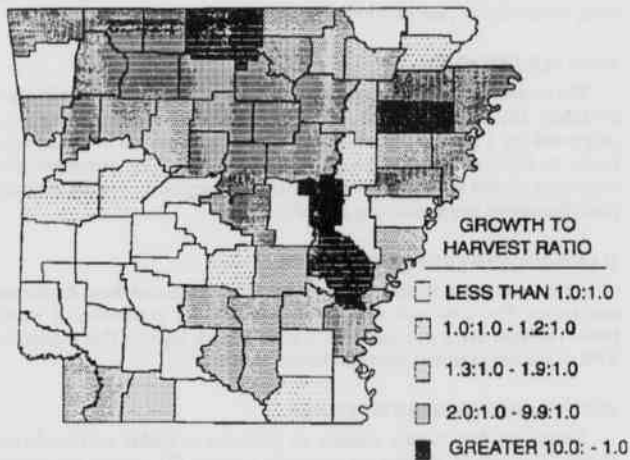 GROWTH TO
HARVEST RATIO
LESS THAN 1.0:1.0
1.0:1.0 - 1.2:1.0
1.3:1.0 - 1.9:1.0
2.0:1.0 - 9.9:1.0
GREATER 10.0: - 1.0